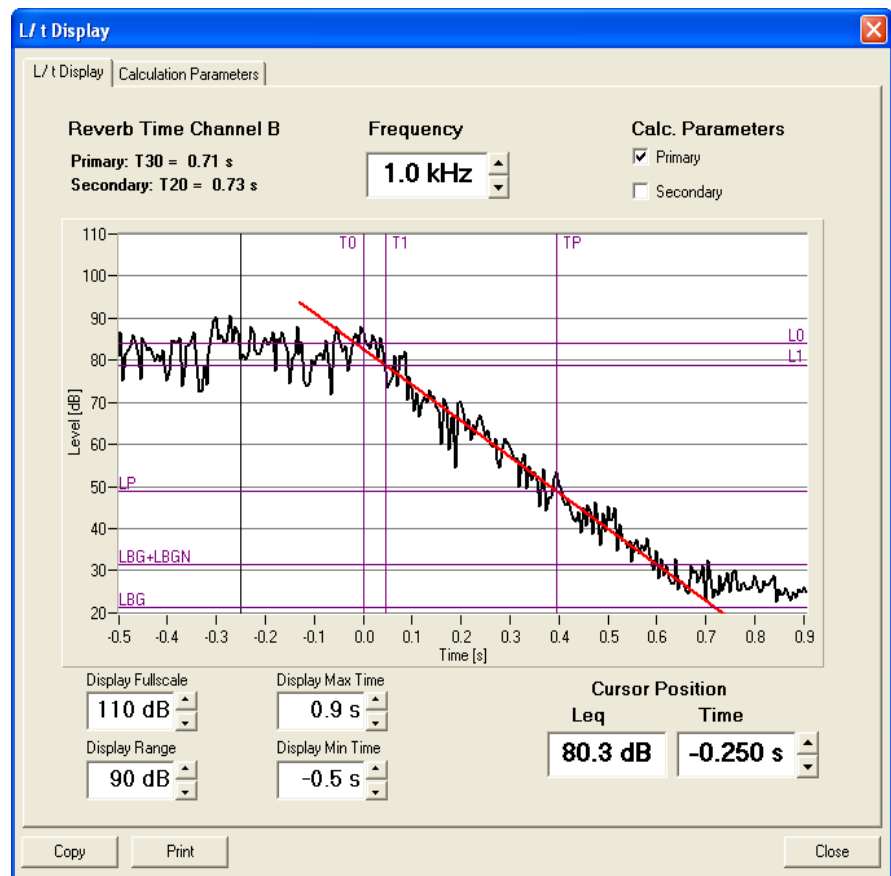 L/ t Display
L/ t Display Calculation Parameters
Reverb Time Channel B
Primary: T30 = 0.71 s
Secondary: T20 = 0.73 s
Frequency
1.0 kHz
Calc. Parameters
Primary
Secondary
Level [dB]
110
100
90
80
70
60
50
40
30
20
T0 T1 TP
L0
L1
LP
LBG+LBGN
LBG
-0.5 -0.4 -0.3 -0.2 -0.1 0.0 0.1 0.2 0.3 0.4 0.5 0.6 0.7 0.8 0.9
Time [s]
Display Fullscale
110 dB
Display Max Time
0.9 s
Display Range
90 dB
Display Min Time
-0.5 s
Cursor Position
Leq Time
80.3 dB -0.250 s
Copy Print Close